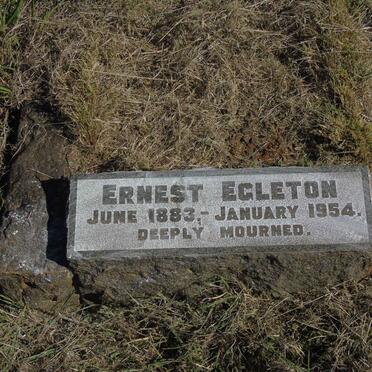 ERNEST EGLETON
JUNE 1883,- JANUARY 1954.
DEEPLY MOURNED.